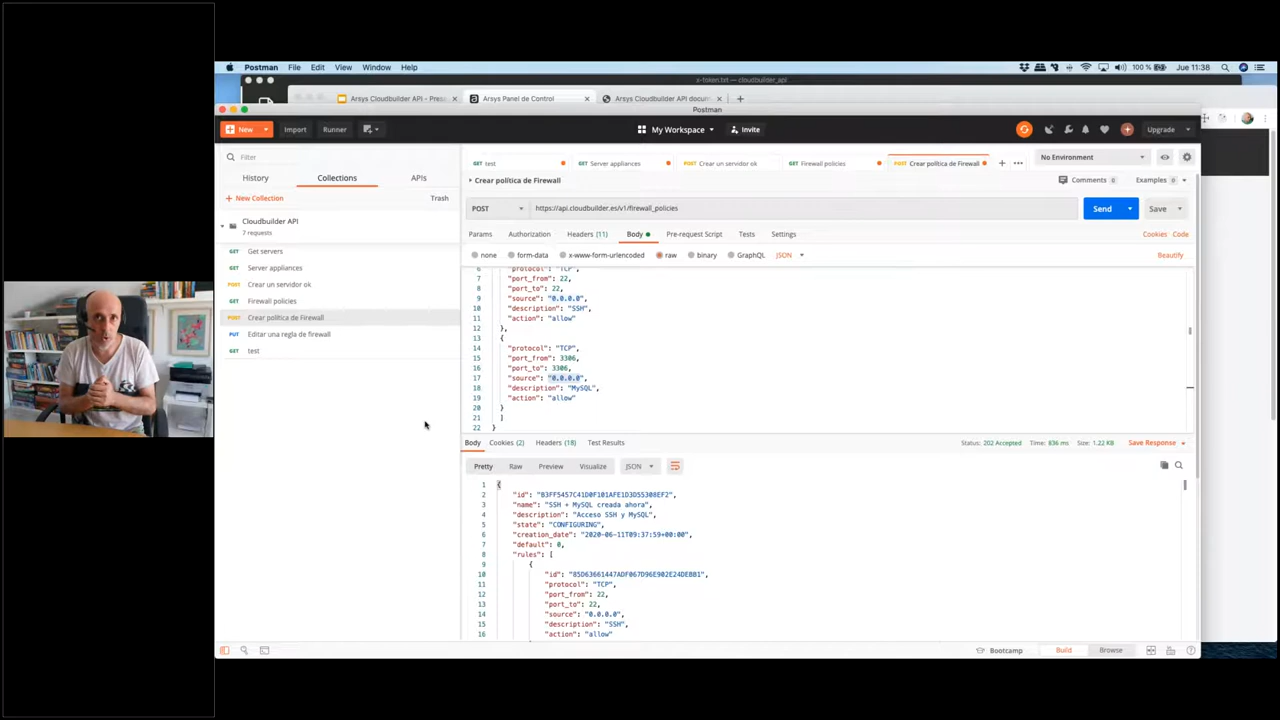 x-token.txt — cloudbuilder_api
Postman File Edit View Window Help
100 % Jue 11:38
Arsys Cloudbuilder API - Pres
Arsys Panel de Control
Arsys Cloudbuilder API docum
Postman
New
Import
Runner
My Workspace
Invite
Upgrade
Filter
History
Collections
APIs
New Collection
Trash
Cloudbuilder API
7 requests
GET Get servers
GET Server appliances
POST Crear un servidor ok
GET Firewall policies
POST Crear política de Firewall
PUT Editar una regla de firewall
GET test
GET test
GET Server appliances
POST Crear un servidor ok
GET Firewall policies
POST Crear política de Firewall
No Environment
Crear política de Firewall
Comments 0
Examples 0
POST
https://api.cloudbuilder.es/v1/firewall_policies
Send
Save
Params Authorization Headers (11) Body Pre-request Script Tests Settings
Cookies Code
none form-data x-www-form-urlencoded raw binary GraphQL JSON
Beautify
6 "protocol": "TCP",
7 "port_from": 22,
8 "port_to": 22,
9 "source": "0.0.0.0",
10 "description": "SSH",
11 "action": "allow"
12 },
13 {
14 "protocol": "TCP",
15 "port_from": 3306,
16 "port_to": 3306,
17 "source": "0.0.0.0",
18 "description": "MySQL",
19 "action": "allow"
20 }
21 ]
22 }
Body Cookies (2) Headers (18) Test Results
Status: 202 Accepted Time: 836 ms Size: 1.22 KB Save Response
Pretty Raw Preview Visualize JSON
1 {
2 "id": "B3FF5457C41D0F101AFE1D3D55308EF2",
3 "name": "SSH + MySQL creada ahora",
4 "description": "Acceso SSH y MySQL",
5 "state": "CONFIGURING",
6 "creation_date": "2020-06-11T09:37:59+00:00",
7 "default": 0,
8 "rules": [
9 {
10 "id": "85D63661447ADF067D96E902E24DEBB1",
11 "protocol": "TCP",
12 "port_from": 22,
13 "port_to": 22,
14 "source": "0.0.0.0",
15 "description": "SSH",
16 "action": "allow"
Bootcamp
Build
Browse